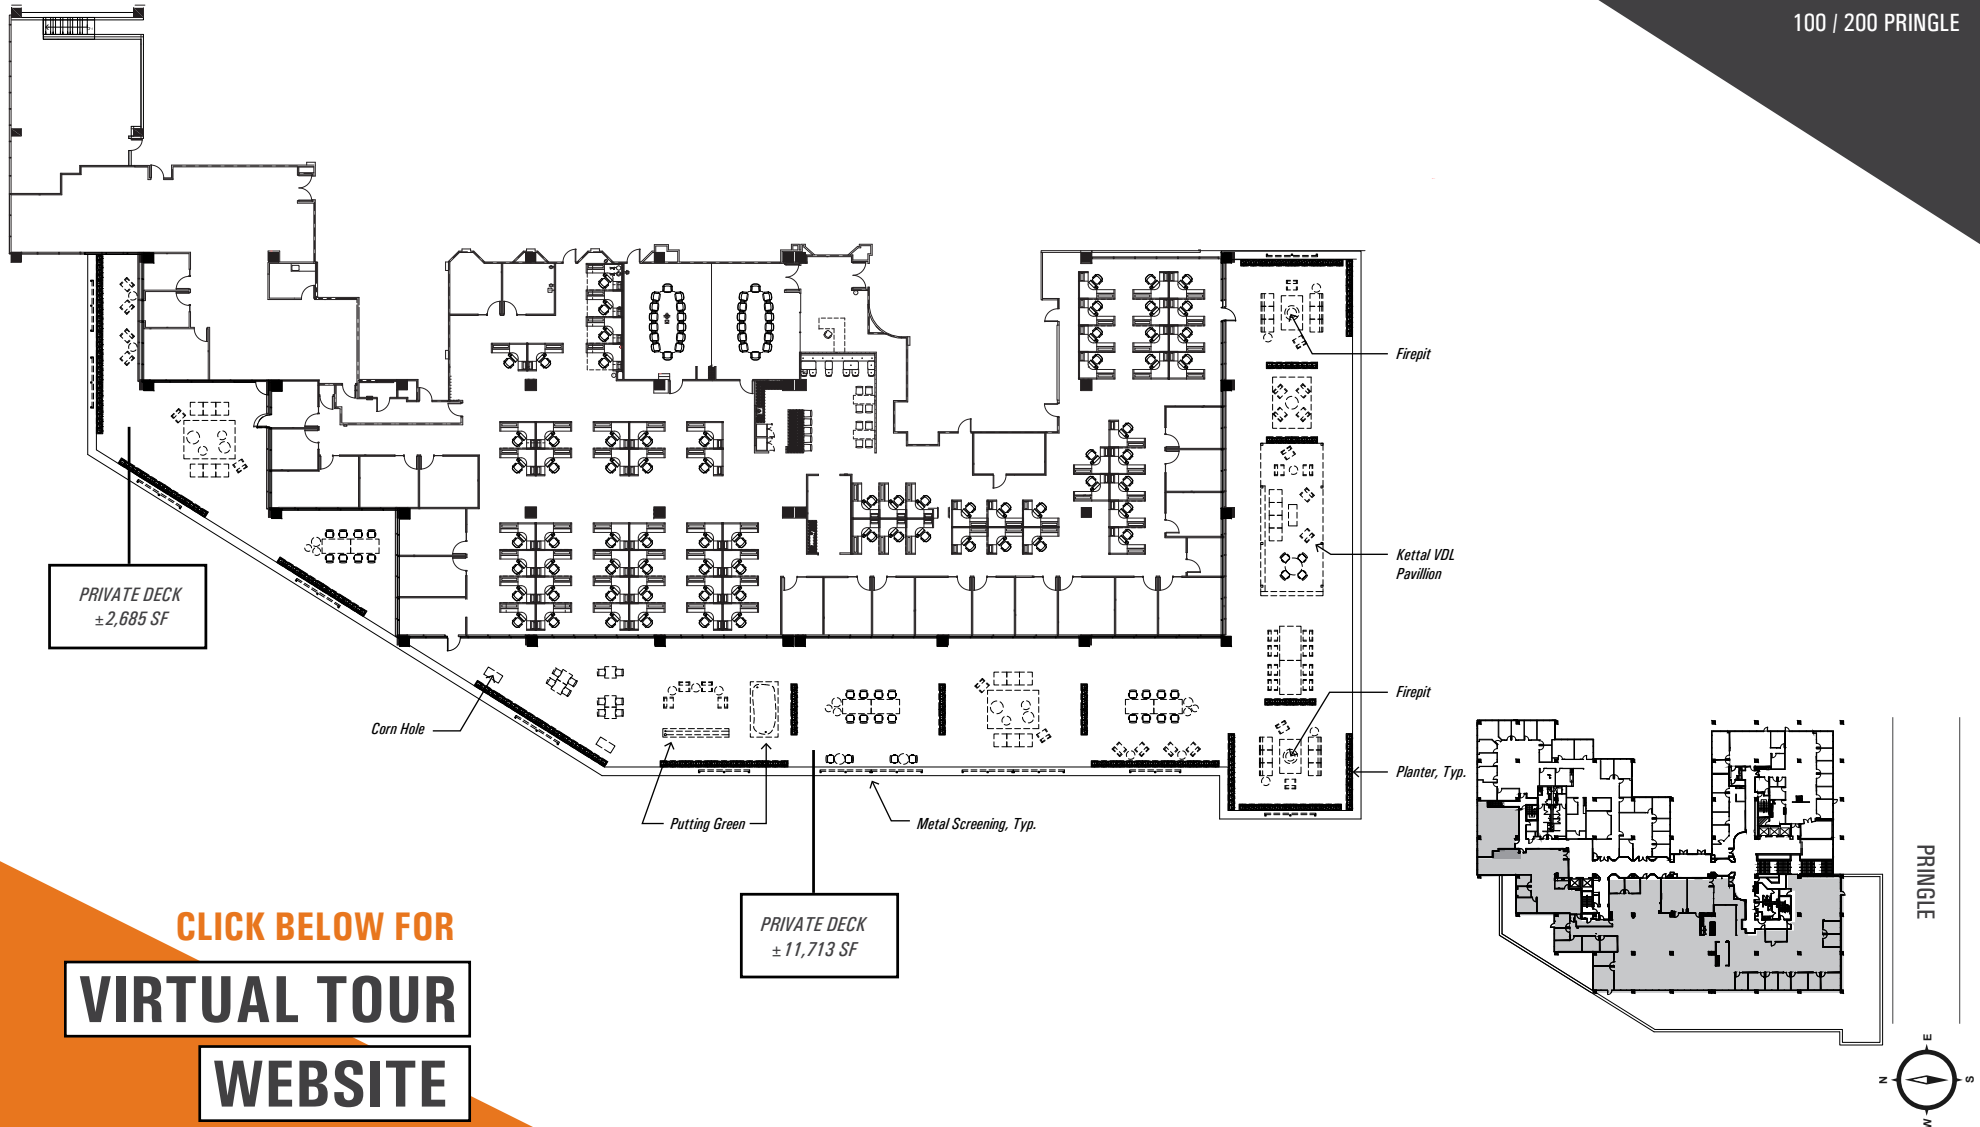 100 / 200 PRINGLE
Firepit
Kettal VDL
Pavillion
Firepit
Planter, Typ.
PRIVATE DECK
±2,685 SF
Corn Hole
Putting Green
Metal Screening, Typ.
PRIVATE DECK
±11,713 SF
CLICK BELOW FOR
VIRTUAL TOUR
WEBSITE
PRINGLE
E
N
S
W